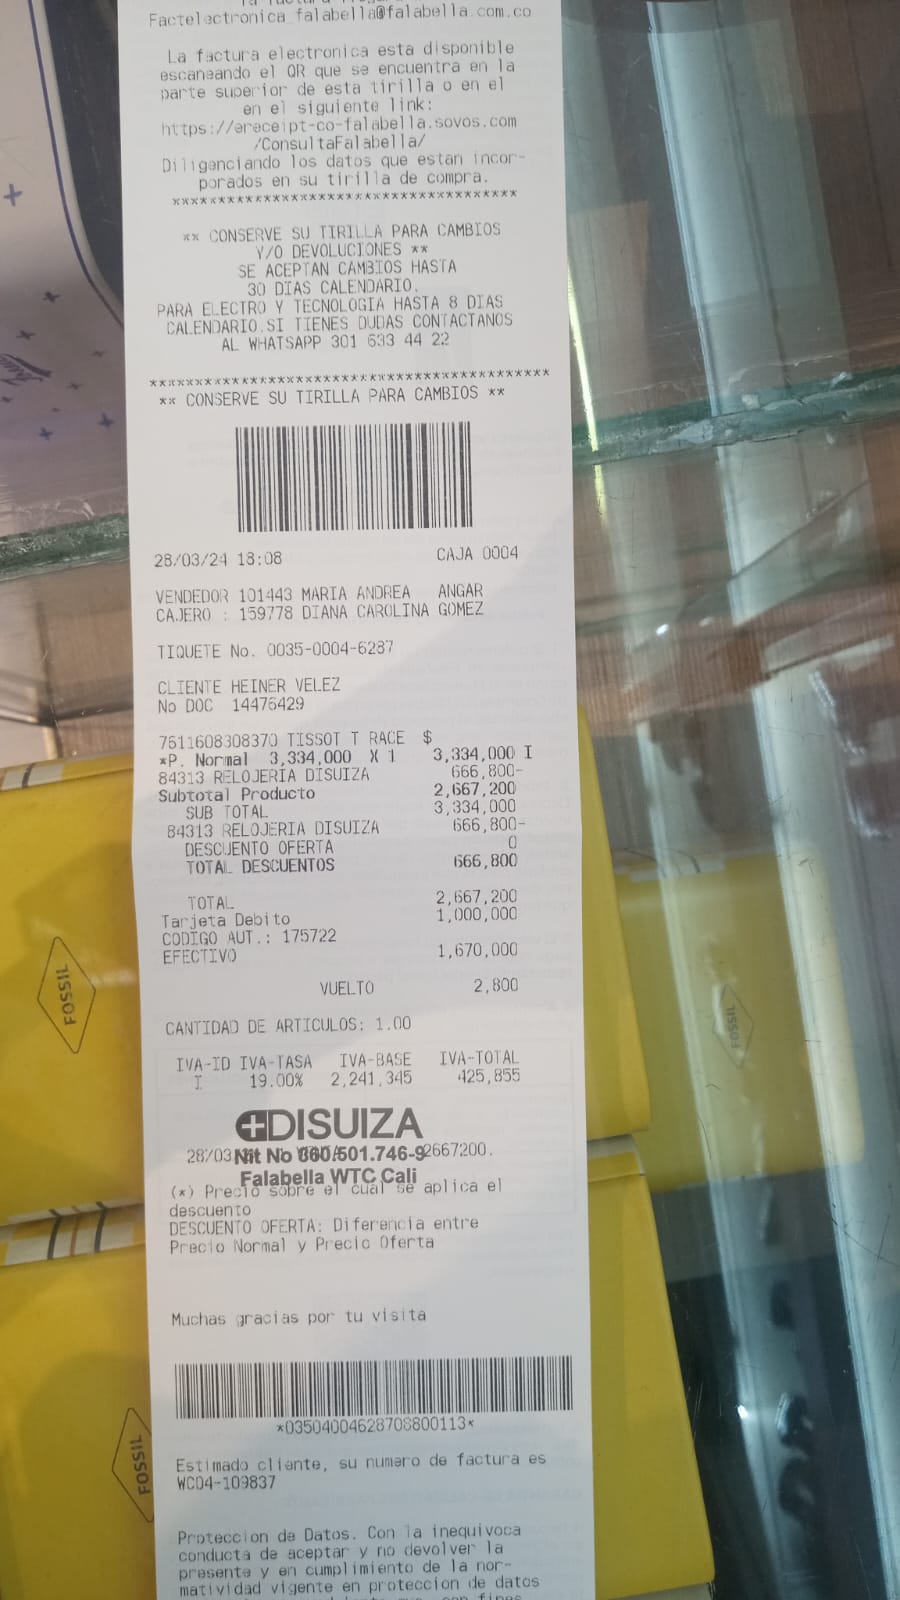 Factelectronica_falabella@falabella.com.co
La factura electronica esta disponible
escaneando el QR que se encuentra en la
parte superior de esta tirilla o en el
en el siguiente link:
https://ereceipt-co-falabella.sovos.com
/ConsultaFalabella/
Diligenciando los datos que estan incor-
porados en su tirilla de compra.
****************************************
** CONSERVE SU TIRILLA PARA CAMBIOS
Y/O DEVOLUCIONES **
SE ACEPTAN CAMBIOS HASTA
30 DIAS CALENDARIO.
PARA ELECTRO Y TECNOLOGIA HASTA 8 DIAS
CALENDARIO.SI TIENES DUDAS CONTACTANOS
AL WHATSAPP 301 633 44 22
********************************************
** CONSERVE SU TIRILLA PARA CAMBIOS **
28/03/24 18:08 CAJA 0004
VENDEDOR 101443 MARIA ANDREA ANGAR
CAJERO : 159778 DIANA CAROLINA GOMEZ
TIQUETE No. 0035-0004-6287
CLIENTE HEINER VELEZ
No DOC 14476429
7611608308370 TISSOT T RACE $
*P. Normal 3,334,000 X 1 3,334,000 I
84313 RELOJERIA DISUIZA 666,800-
Subtotal Producto 2,667,200
SUB TOTAL 3,334,000
84313 RELOJERIA DISUIZA 666,800-
DESCUENTO OFERTA 0
TOTAL DESCUENTOS 666,800
TOTAL 2,667,200
Tarjeta Debito 1,000,000
CODIGO AUT.: 175722
EFECTIVO 1,670,000
VUELTO 2,800
CANTIDAD DE ARTICULOS: 1.00
IVA-ID IVA-TASA IVA-BASE IVA-TOTAL
I 19.00% 2,241,345 425,855
DISUIZA
28/03 2667200.
Nit No 860.501.746-9
Falabella WTC Cali
(*) Precio sobre el cual se aplica el
descuento
DESCUENTO OFERTA: Diferencia entre
Precio Normal y Precio Oferta
Muchas gracias por tu visita
*03504004628708800113*
Estimado cliente, su numero de factura es
WC04-109837
Proteccion de Datos. Con la inequivoca
conducta de aceptar y no devolver la
presente y en cumplimiento de la nor-
matividad vigente en proteccion de datos
FOSSIL
FOSSIL
FOSSIL